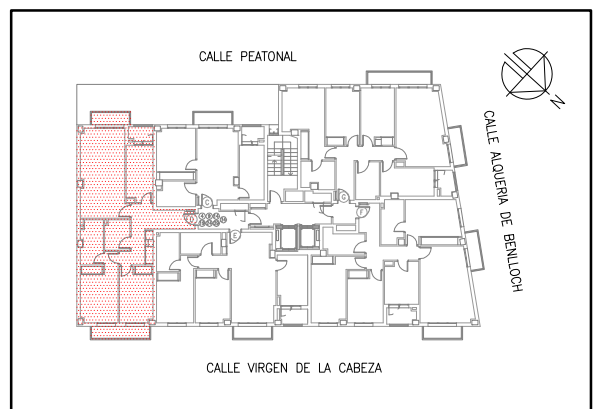 CALLE PEATONAL
N
CALLE ALQUERIA DE BENLLOCH
CALLE VIRGEN DE LA CABEZA